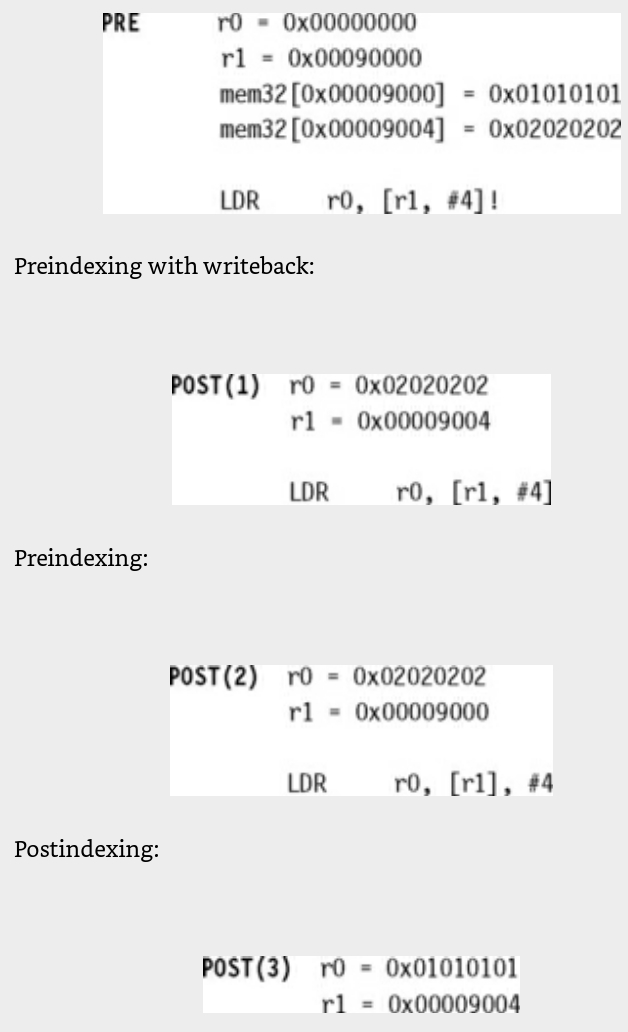 PRE r0 = 0x00000000
r1 = 0x00090000
mem32[0x00009000] = 0x01010101
mem32[0x00009004] = 0x02020202
LDR r0, [r1, #4]!
Preindexing with writeback:
POST(1) r0 = 0x02020202
r1 = 0x00009004
LDR r0, [r1, #4]
Preindexing:
POST(2) r0 = 0x02020202
r1 = 0x00009000
LDR r0, [r1], #4
Postindexing:
POST(3) r0 = 0x01010101
r1 = 0x00009004